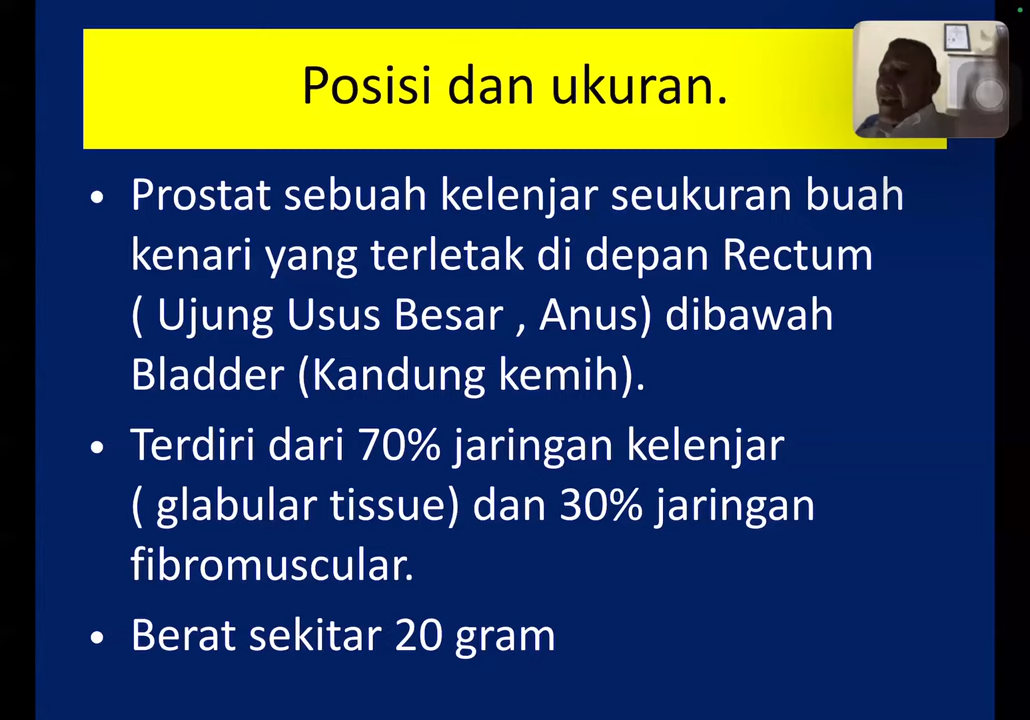 Posisi dan ukuran.
• Prostat sebuah kelenjar seukuran buah
kenari yang terletak di depan Rectum
( Ujung Usus Besar , Anus) dibawah
Bladder (Kandung kemih).
• Terdiri dari 70% jaringan kelenjar
( glabular tissue) dan 30% jaringan
fibromuscular.
• Berat sekitar 20 gram